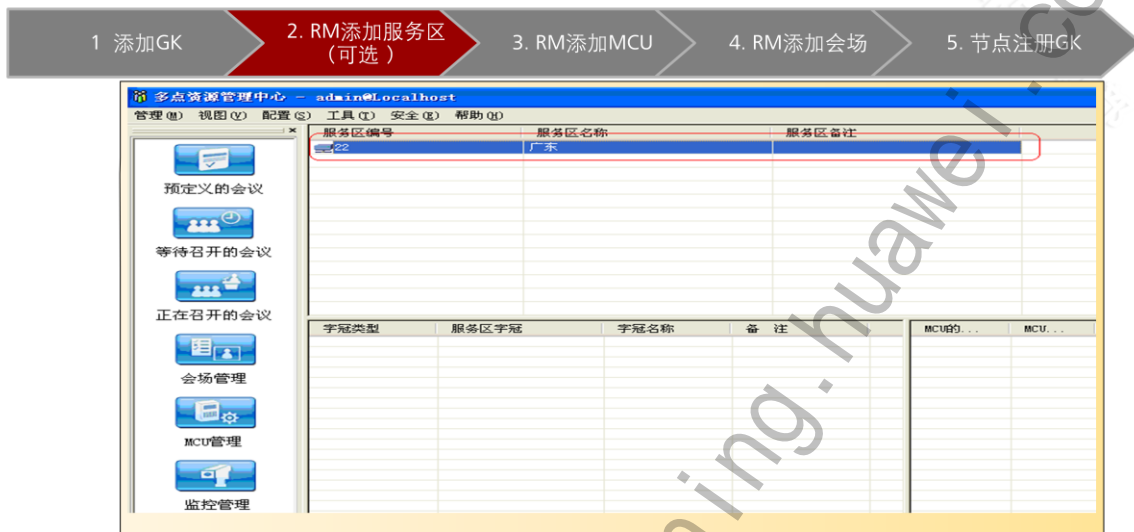 1 添加GK
2. RM添加服务区
(可选 )
3. RM添加MCU
4. RM添加会场
5. 节点注册GK
多点资源管理中心 - admin@Localhost
管理(M) 视图(V) 配置(S) 工具(T) 安全(E) 帮助(H)
服务区编号 服务区名称 服务区备注
22 广东
预定义的会议
等待召开的会议
正在召开的会议
会场管理
MCU管理
监控管理
字冠类型 服务区字冠 字冠名称 备 注 MCU的... MCU...
ning.huawei.co